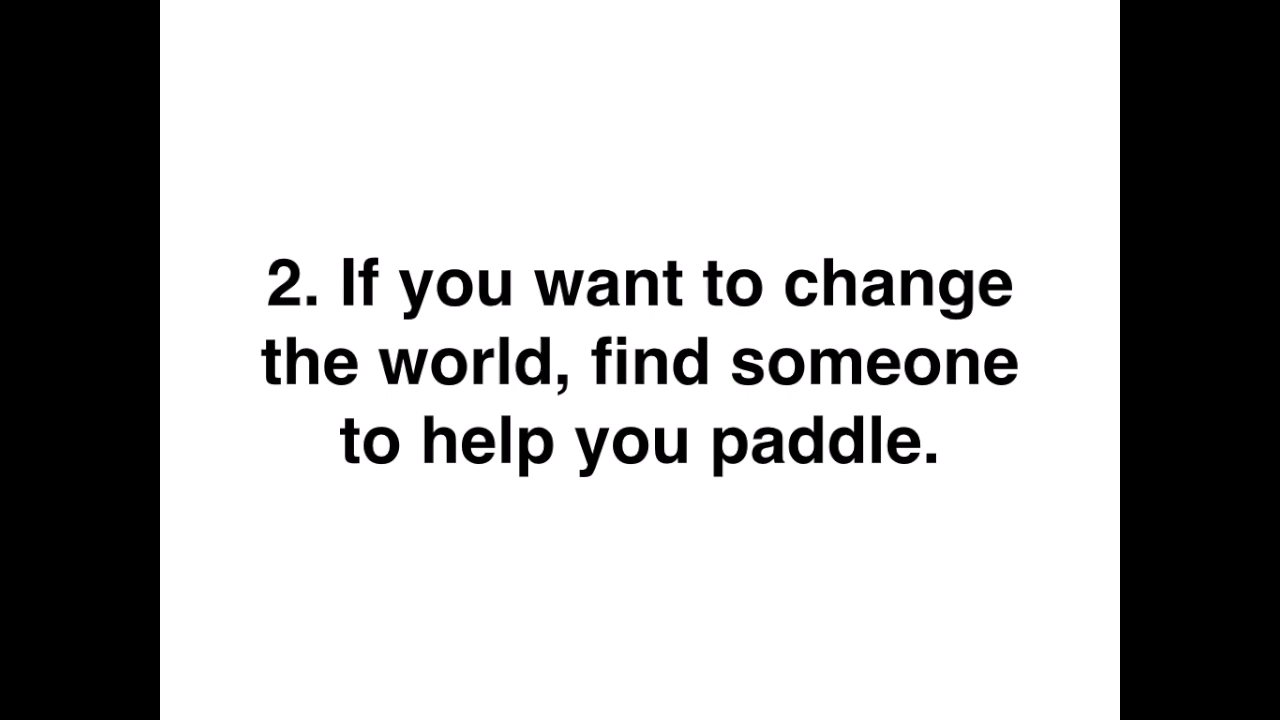 2. If you want to change
the world, find someone
to help you paddle.